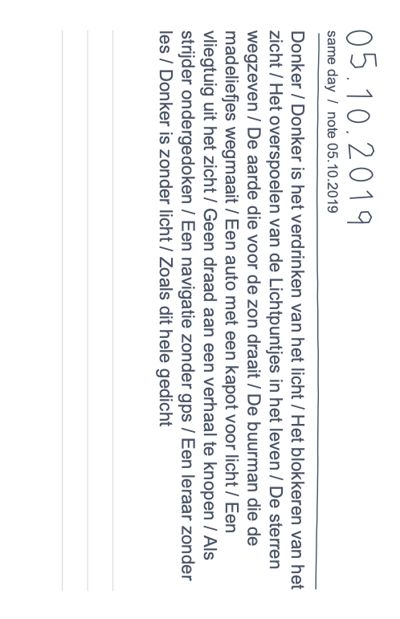 05.10.2019
same day / note 05.10.2019
Donker / Donker is het verdrinken van het licht / Het blokkeren van het
zicht / Het overspoelen van de Lichtpuntjes in het leven / De sterren
wegzeven / De aarde die voor de zon draait / De buurman die de
madeliefjes wegmaait / Een auto met een kapot voor licht / Een
vliegtuig uit het zicht / Geen draad aan een verhaal te knopen / Als
strijder ondergedoken / Een navigatie zonder gps / Een leraar zonder
les / Donker is zonder licht / Zoals dit hele gedicht